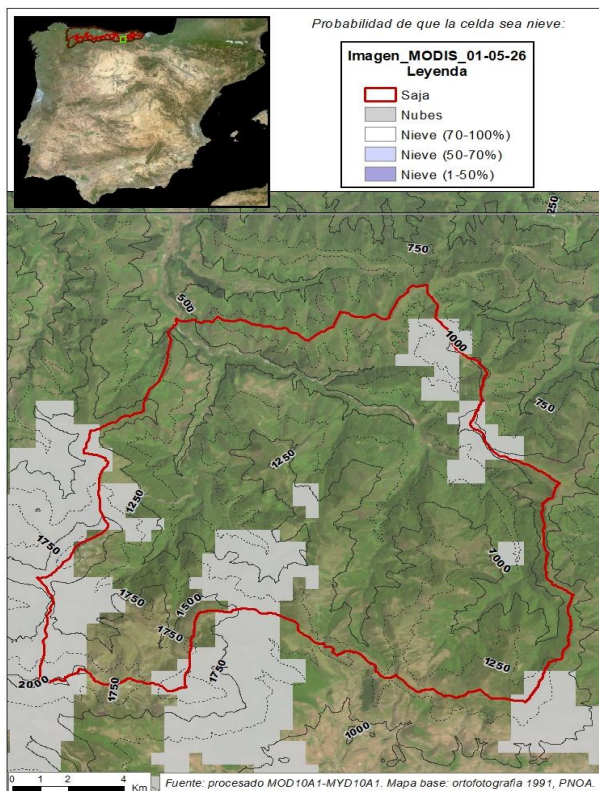 Probabilidad de que la celda sea nieve:
Imagen_MODIS_01-05-26
Leyenda
Saja
Nubes
Nieve (70-100%)
Nieve (50-70%)
Nieve (1-50%)
250
750
500
1000
750
1250
1250
1750
1000
1750
1500
1750
1750
1250
2000
1750
1000
0 1 2 4
Km
Fuente: procesado MOD10A1-MYD10A1. Mapa base: ortofotografia 1991, PNOA.